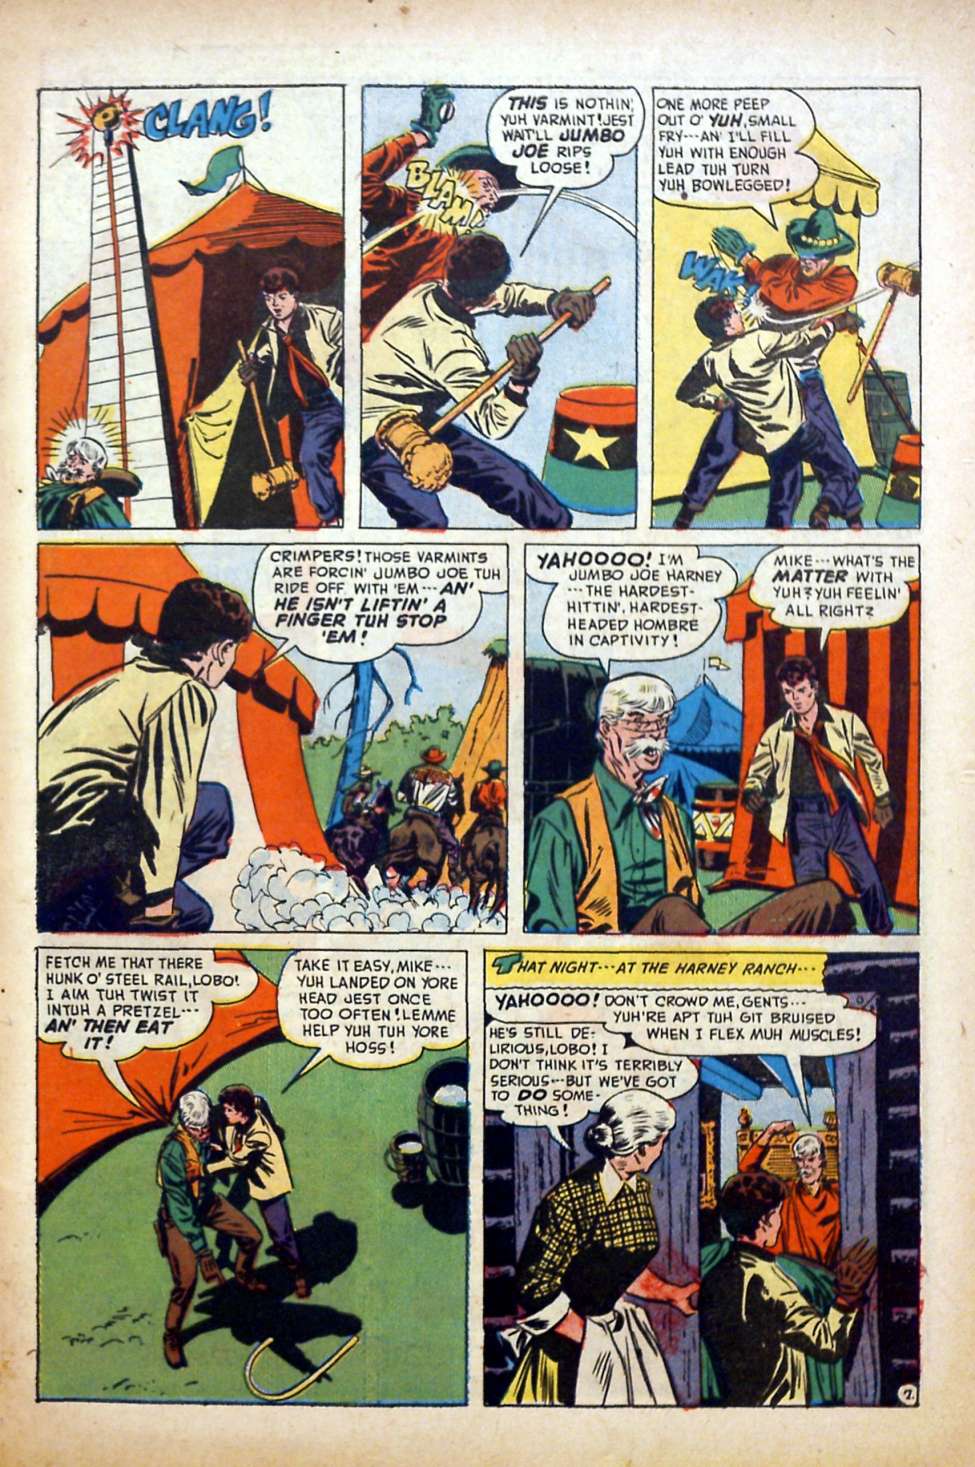 CLANG!
BLAM!
THIS IS NOTHIN',
YUH VARMINT! JEST
WAIT'LL JUMBO
JOE RIPS
LOOSE!
ONE MORE PEEP
OUT O' YUH, SMALL
FRY---AN' I'LL FILL
YUH WITH ENOUGH
LEAD TUH TURN
YUH BOWLEGGED!
WAK!
CRIMPERS! THOSE VARMINTS
ARE FORCIN' JUMBO JOE TUH
RIDE OFF WITH 'EM---AN'
HE ISN'T LIFTIN' A
FINGER TUH STOP
'EM!
YAHOOOO! I'M
JUMBO JOE HARNEY
---THE HARDEST-
HITTIN', HARDEST-
HEADED HOMBRE
IN CAPTIVITY!
MIKE---WHAT'S THE
MATTER WITH
YUH? YUH FEELIN'
ALL RIGHT?
FETCH ME THAT THERE
HUNK O' STEEL RAIL, LOBO!
I AIM TUH TWIST IT
INTUH A PRETZEL---
AN' THEN EAT
IT!
TAKE IT EASY, MIKE---
YUH LANDED ON YORE
HEAD JEST ONCE
TOO OFTEN! LEMME
HELP YUH TUH YORE
HOSS!
THAT NIGHT---AT THE HARNEY RANCH---
YAHOOOO! DON'T CROWD ME, GENTS---
YUH'RE APT TUH GIT BRUISED
WHEN I FLEX MUH MUSCLES!
HE'S STILL DE-
LIRIOUS, LOBO! I
DON'T THINK IT'S TERRIBLY
SERIOUS---BUT WE'VE GOT
TO DO SOME-
THING!
7.